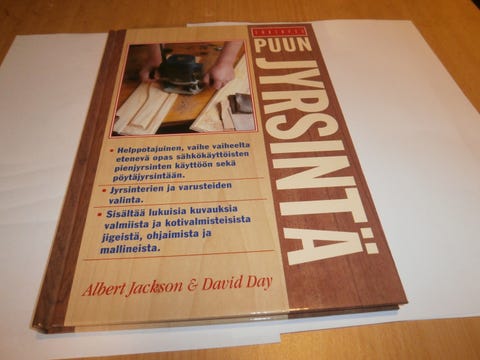 PUUN
JYRSINTÄ
• Helppotajuinen, vaihe vaiheelta
etenevä opas sähkökäyttöisten
pienjyrsinten käyttöön sekä
pöytäjyrsintään.
• Jyrsinterien ja varusteiden
valinta.
• Sisältää lukuisia kuvauksia
valmiista ja kotivalmisteisista
jigeistä, ohjaimista ja
mallineista.
Albert Jackson & David Day